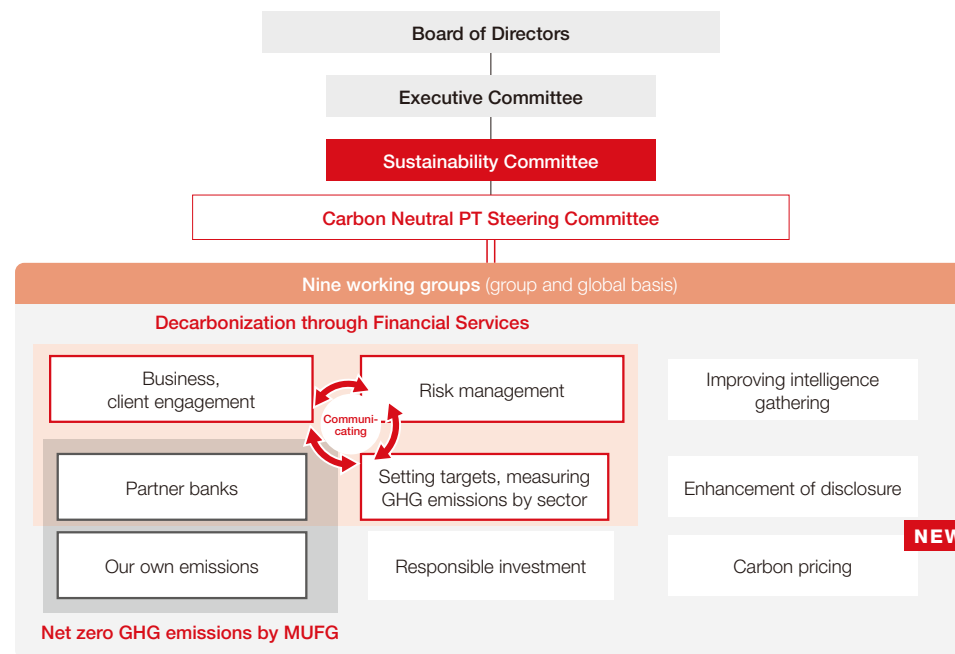 Board of Directors
Executive Committee
Sustainability Committee
Carbon Neutral PT Steering Committee
Nine working groups (group and global basis)
Decarbonization through Financial Services
Business,
client engagement
Risk management
Improving intelligence
gathering
Communi-
cating
Partner banks
Setting targets, measuring
GHG emissions by sector
Enhancement of disclosure
NEW
Our own emissions
Responsible investment
Carbon pricing
Net zero GHG emissions by MUFG